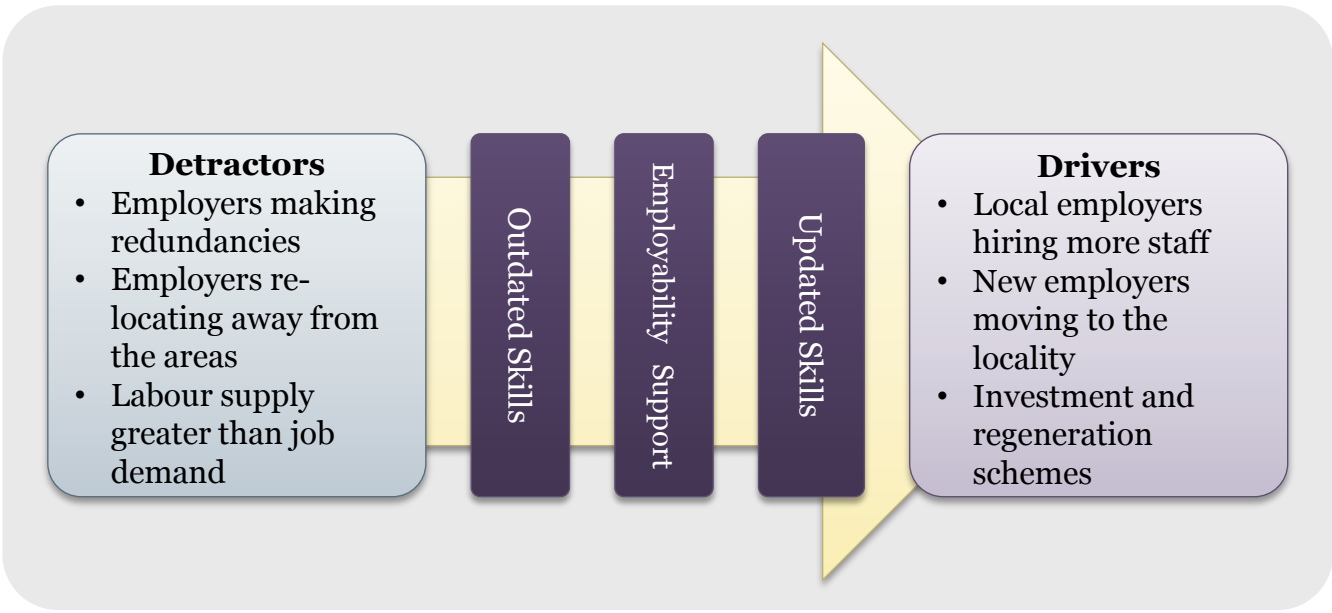 Detractors
• Employers making
redundancies
• Employers re-
locating away from
the areas
• Labour supply
greater than job
demand
Outdated Skills
Employability Support
Updated Skills
Drivers
• Local employers
hiring more staff
• New employers
moving to the
locality
• Investment and
regeneration
schemes